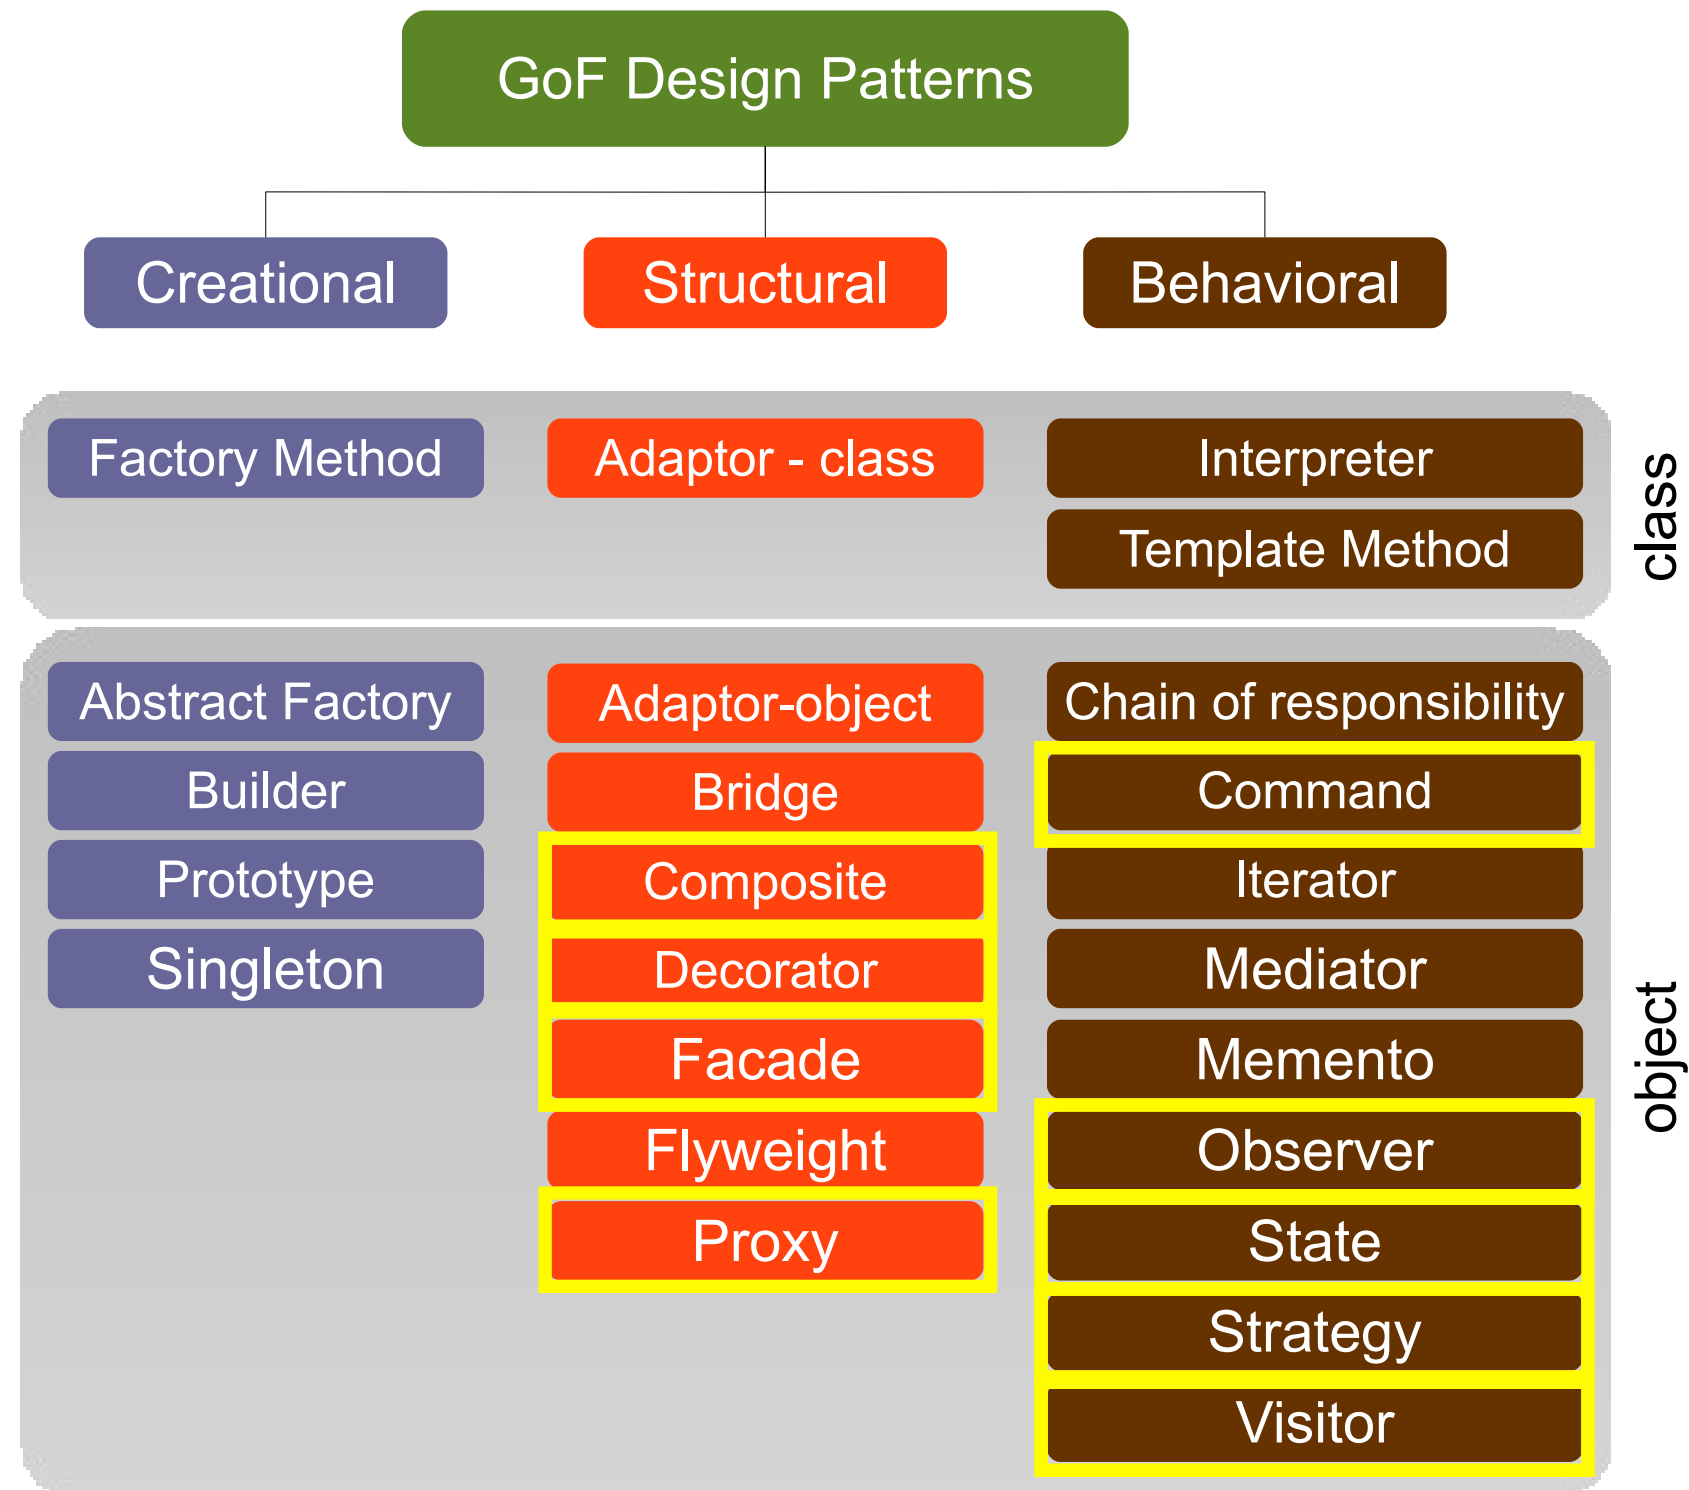 GoF Design Patterns
Creational
Structural
Behavioral
Factory Method
Adaptor - class
Interpreter
Template Method
class
Abstract Factory
Builder
Prototype
Singleton
Adaptor-object
Bridge
Composite
Decorator
Facade
Flyweight
Proxy
Chain of responsibility
Command
Iterator
Mediator
Memento
Observer
State
Strategy
Visitor
object